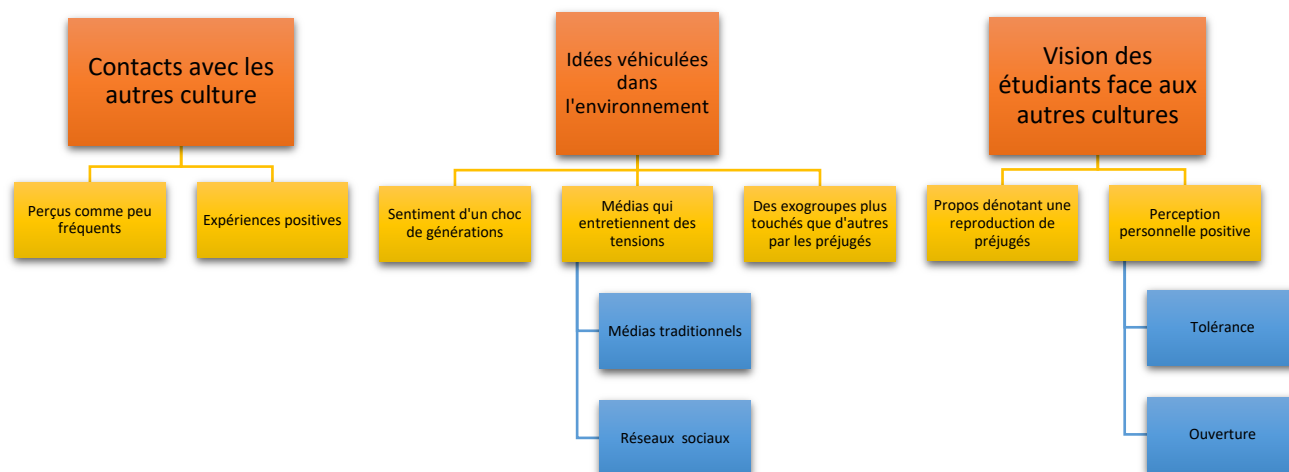 Contacts avec les
autres culture
Perçus comme peu
fréquents
Expériences positives
Idées véhiculées
dans
l'environnement
Sentiment d'un choc
de générations
Médias qui
entretiennent des
tensions
Médias traditionnels
Réseaux sociaux
Des exogroupes plus
touchés que d'autres
par les préjugés
Vision des
étudiants face aux
autres cultures
Propos dénotant une
reproduction de
préjugés
Perception
personnelle positive
Tolérance
Ouverture